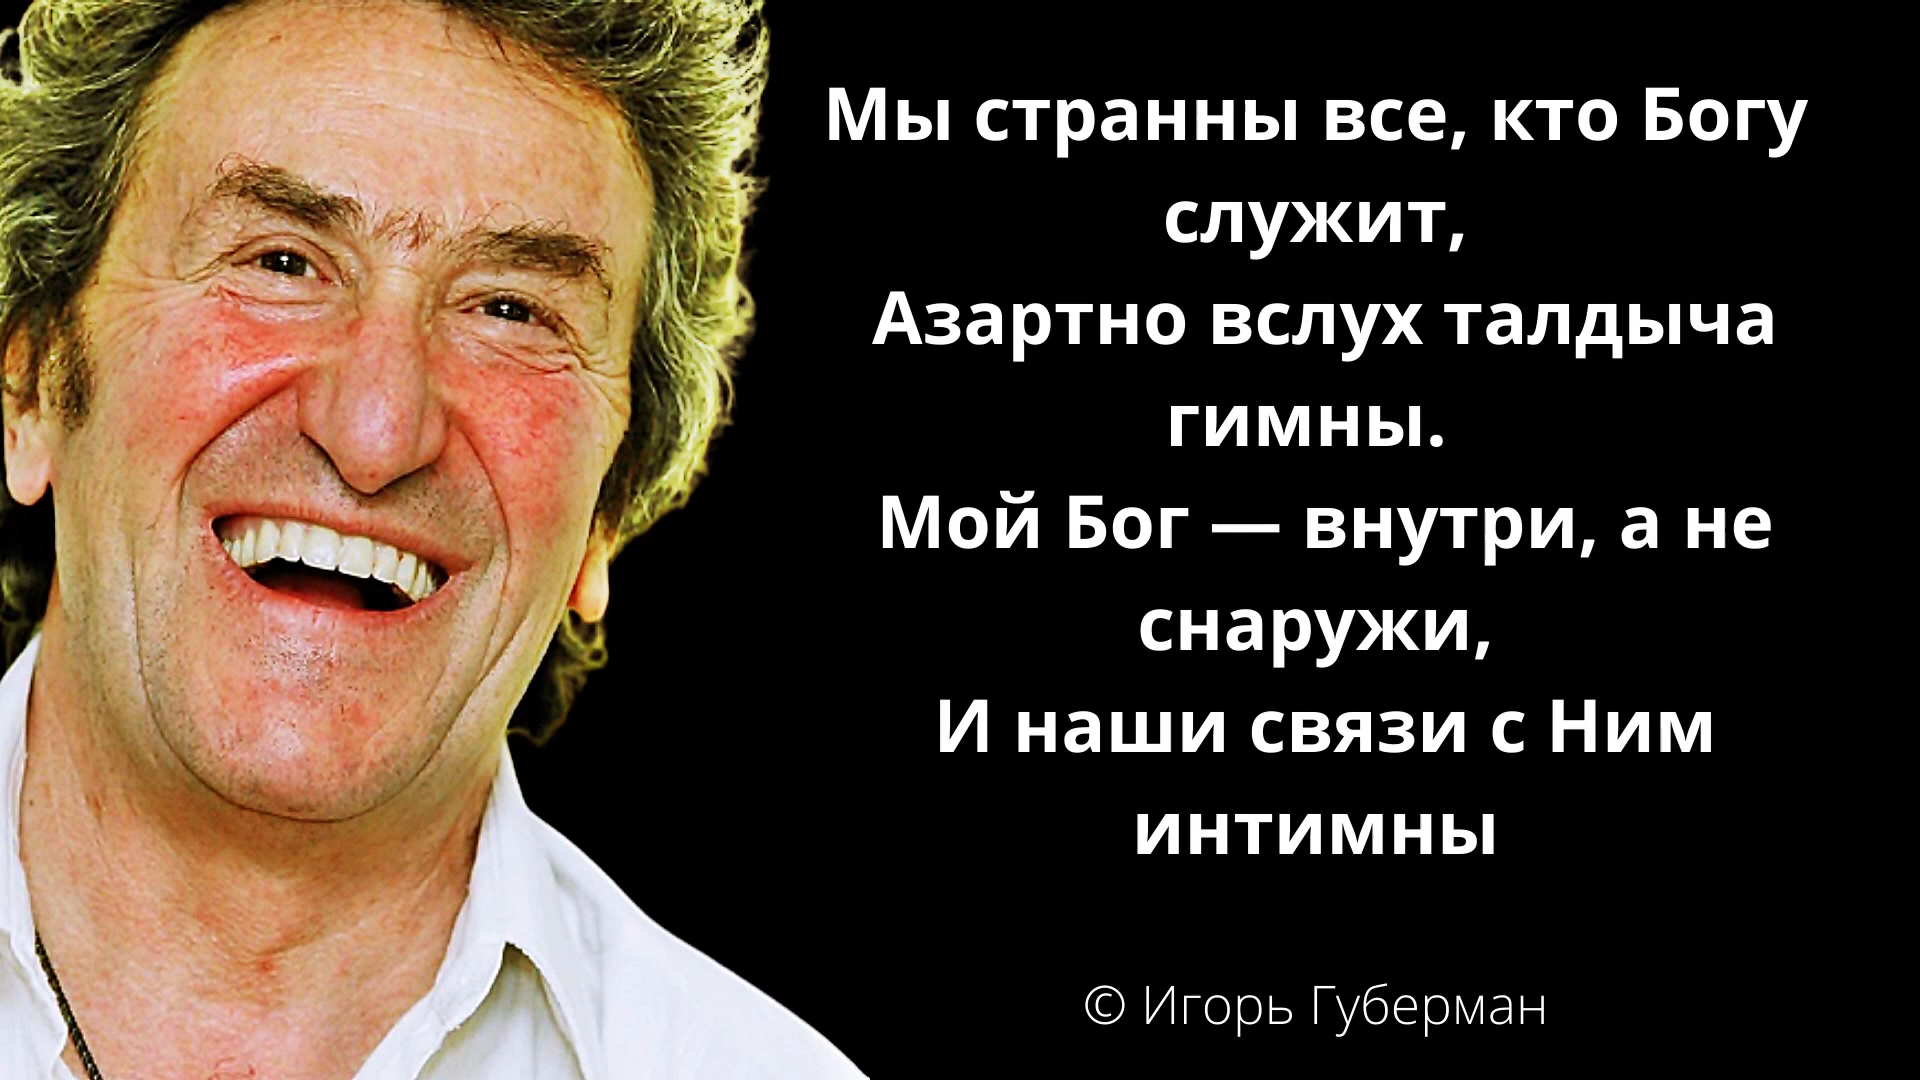 Мы странны все, кто Богу
служит,
Азартно вслух талдыча
гимны.
Мой Бог — внутри, а не
снаружи,
И наши связи с Ним
интимны
© Игорь Губерман